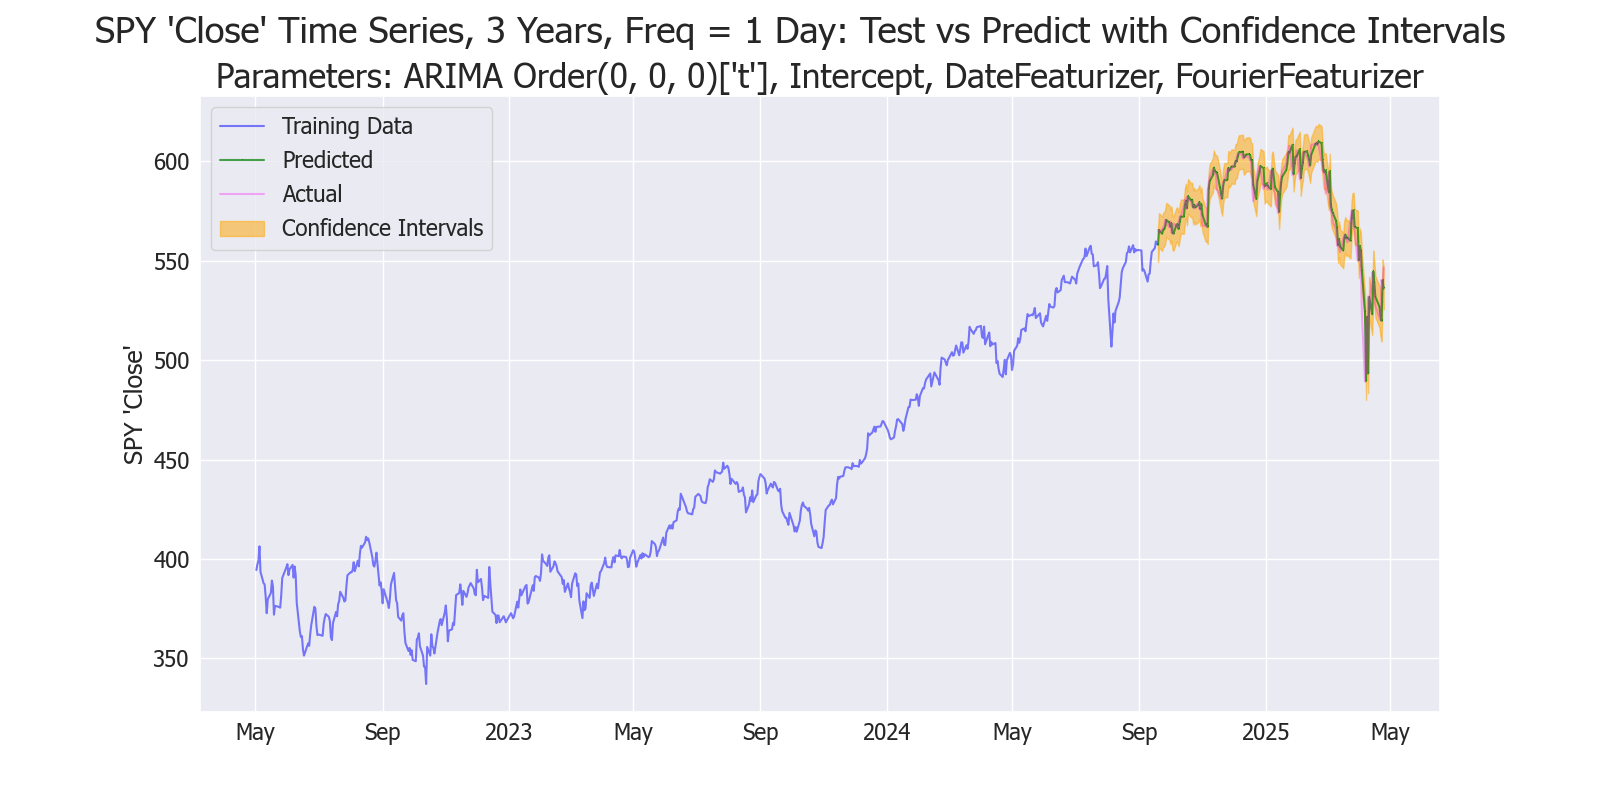 SPY 'Close' Time Series, 3 Years, Freq = 1 Day: Test vs Predict with Confidence Intervals
Parameters: ARIMA Order(0, 0, 0)['t'], Intercept, DateFeaturizer, FourierFeaturizer
Training Data
Predicted
Actual
Confidence Intervals
600
550
500
450
400
350
SPY 'Close'
May Sep 2023 May Sep 2024 May Sep 2025 May